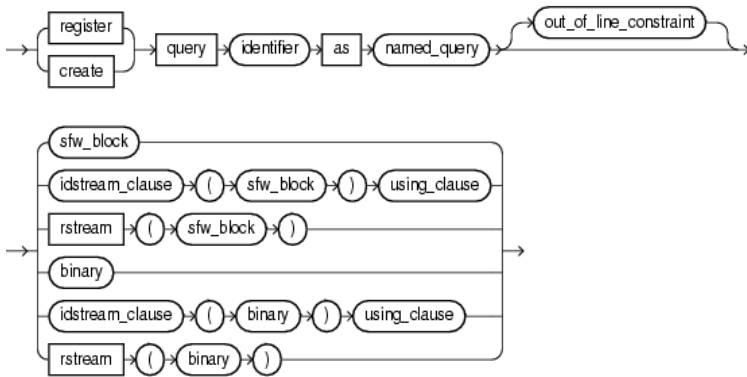 out_of_line_constraint
register
query identifier as named_query
create
sfw_block
idstream_clause ( sfw_block ) using_clause
rstream ( sfw_block )
binary
idstream_clause ( binary ) using_clause
rstream ( binary )